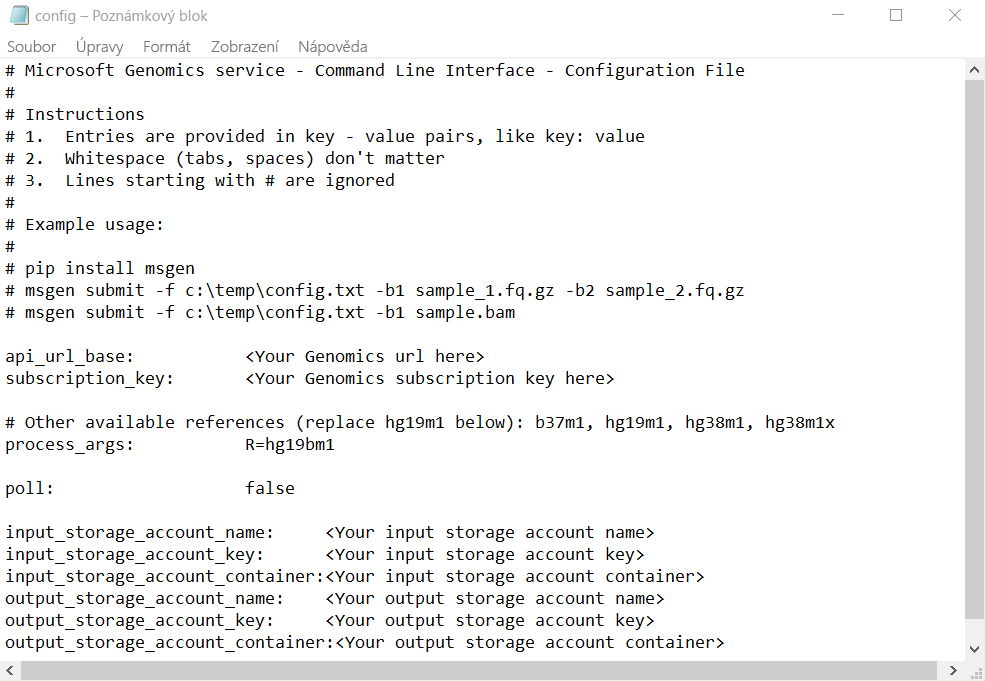 config – Poznámkový blok
Soubor Úpravy Formát Zobrazení Nápověda
# Microsoft Genomics service - Command Line Interface - Configuration File
#
# Instructions
# 1.  Entries are provided in key - value pairs, like key: value
# 2.  Whitespace (tabs, spaces) don't matter
# 3.  Lines starting with # are ignored
#
# Example usage:
#
# pip install msgen
# msgen submit -f c:\temp\config.txt -b1 sample_1.fq.gz -b2 sample_2.fq.gz
# msgen submit -f c:\temp\config.txt -b1 sample.bam
api_url_base:           <Your Genomics url here>
subscription_key:       <Your Genomics subscription key here>
# Other available references (replace hg19m1 below): b37m1, hg19m1, hg38m1, hg38m1x
process_args:           R=hg19bm1
poll:                   false
input_storage_account_name:     <Your input storage account name>
input_storage_account_key:      <Your input storage account key>
input_storage_account_container:<Your input storage account container>
output_storage_account_name:    <Your output storage account name>
output_storage_account_key:     <Your output storage account key>
output_storage_account_container:<Your output storage account container>